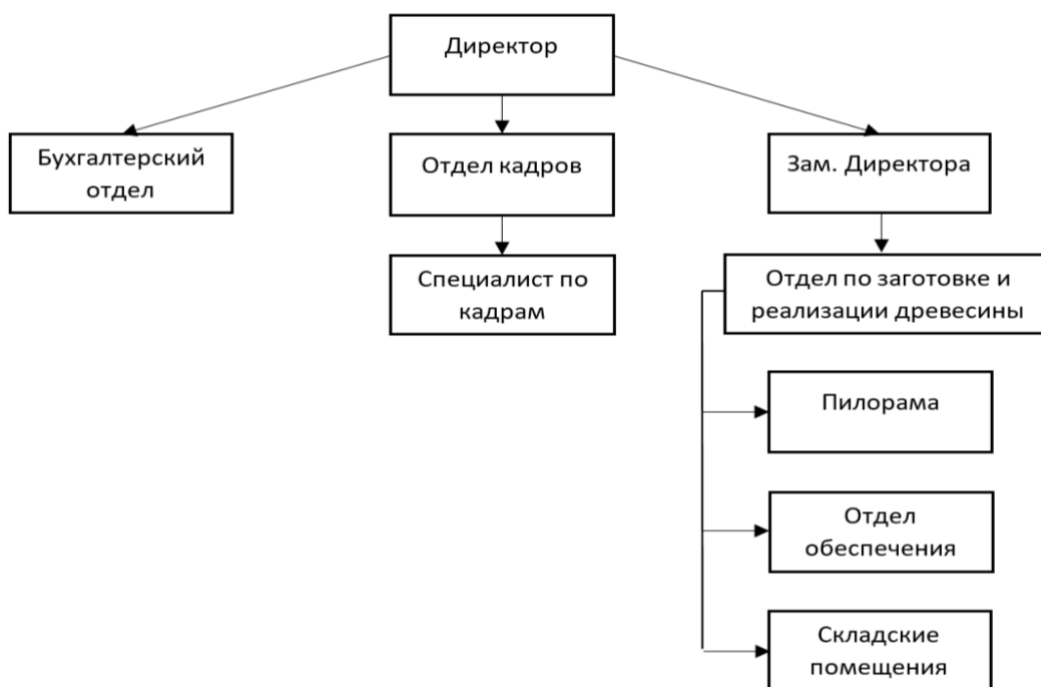 Директор
Бухгалтерский
отдел
Отдел кадров
Зам. Директора
Специалист по
кадрам
Отдел по заготовке и
реализации древесины
Пилорама
Отдел
обеспечения
Складские
помещения